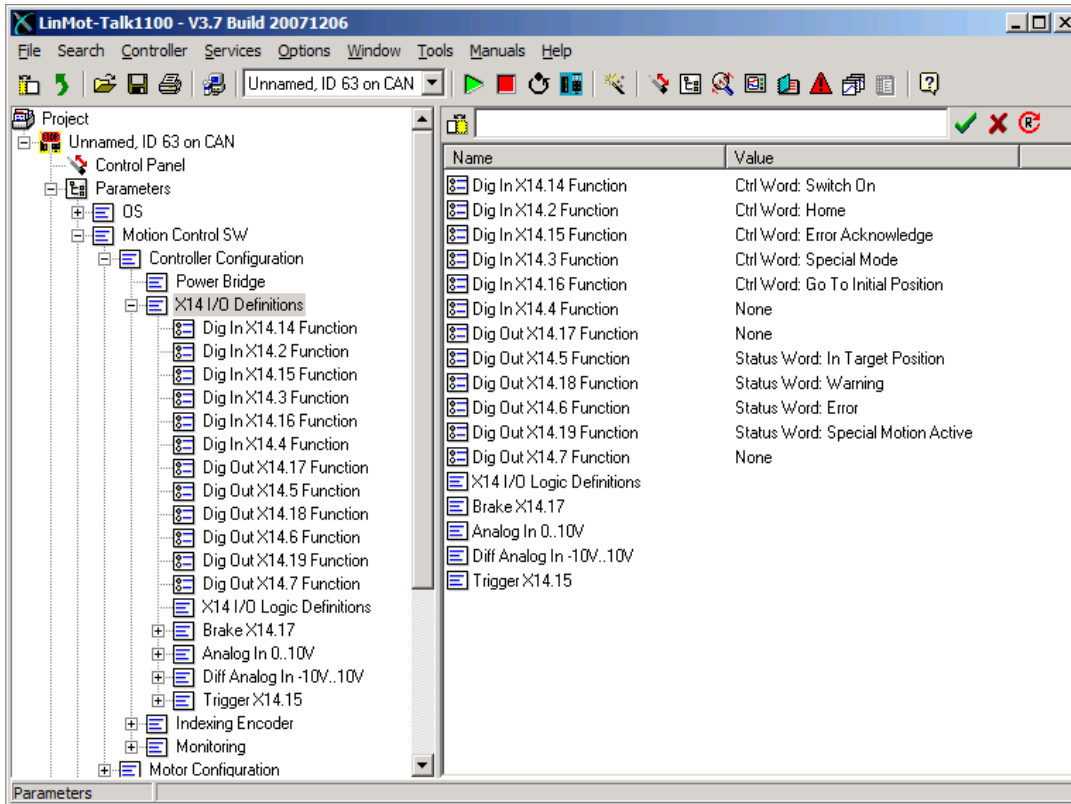 LinMot-Talk1100 - V3.7 Build 20071206
File Search Controller Services Options Window Tools Manuals Help
Unnamed, ID 63 on CAN
Project
Unnamed, ID 63 on CAN
Control Panel
Parameters
OS
Motion Control SW
Controller Configuration
Power Bridge
X14 I/O Definitions
Dig In X14.14 Function
Dig In X14.2 Function
Dig In X14.15 Function
Dig In X14.3 Function
Dig In X14.16 Function
Dig In X14.4 Function
Dig Out X14.17 Function
Dig Out X14.5 Function
Dig Out X14.18 Function
Dig Out X14.6 Function
Dig Out X14.19 Function
Dig Out X14.7 Function
X14 I/O Logic Definitions
Brake X14.17
Analog In 0..10V
Diff Analog In -10V..10V
Trigger X14.15
Indexing Encoder
Monitoring
Motor Configuration
Name Value
Dig In X14.14 Function Ctrl Word: Switch On
Dig In X14.2 Function Ctrl Word: Home
Dig In X14.15 Function Ctrl Word: Error Acknowledge
Dig In X14.3 Function Ctrl Word: Special Mode
Dig In X14.16 Function Ctrl Word: Go To Initial Position
Dig In X14.4 Function None
Dig Out X14.17 Function None
Dig Out X14.5 Function Status Word: In Target Position
Dig Out X14.18 Function Status Word: Warning
Dig Out X14.6 Function Status Word: Error
Dig Out X14.19 Function Status Word: Special Motion Active
Dig Out X14.7 Function None
X14 I/O Logic Definitions
Brake X14.17
Analog In 0..10V
Diff Analog In -10V..10V
Trigger X14.15
Parameters